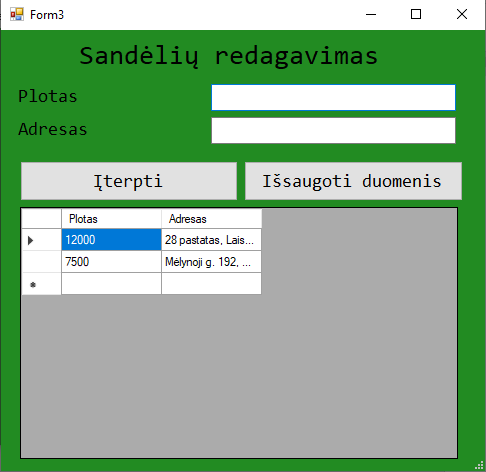 Form3
Sandėlių redagavimas
Plotas
Adresas
Įterpti Išsaugoti duomenis
Plotas Adresas
12000 28 pastatas, Lais...
7500 Mėlynoji g. 192, ...